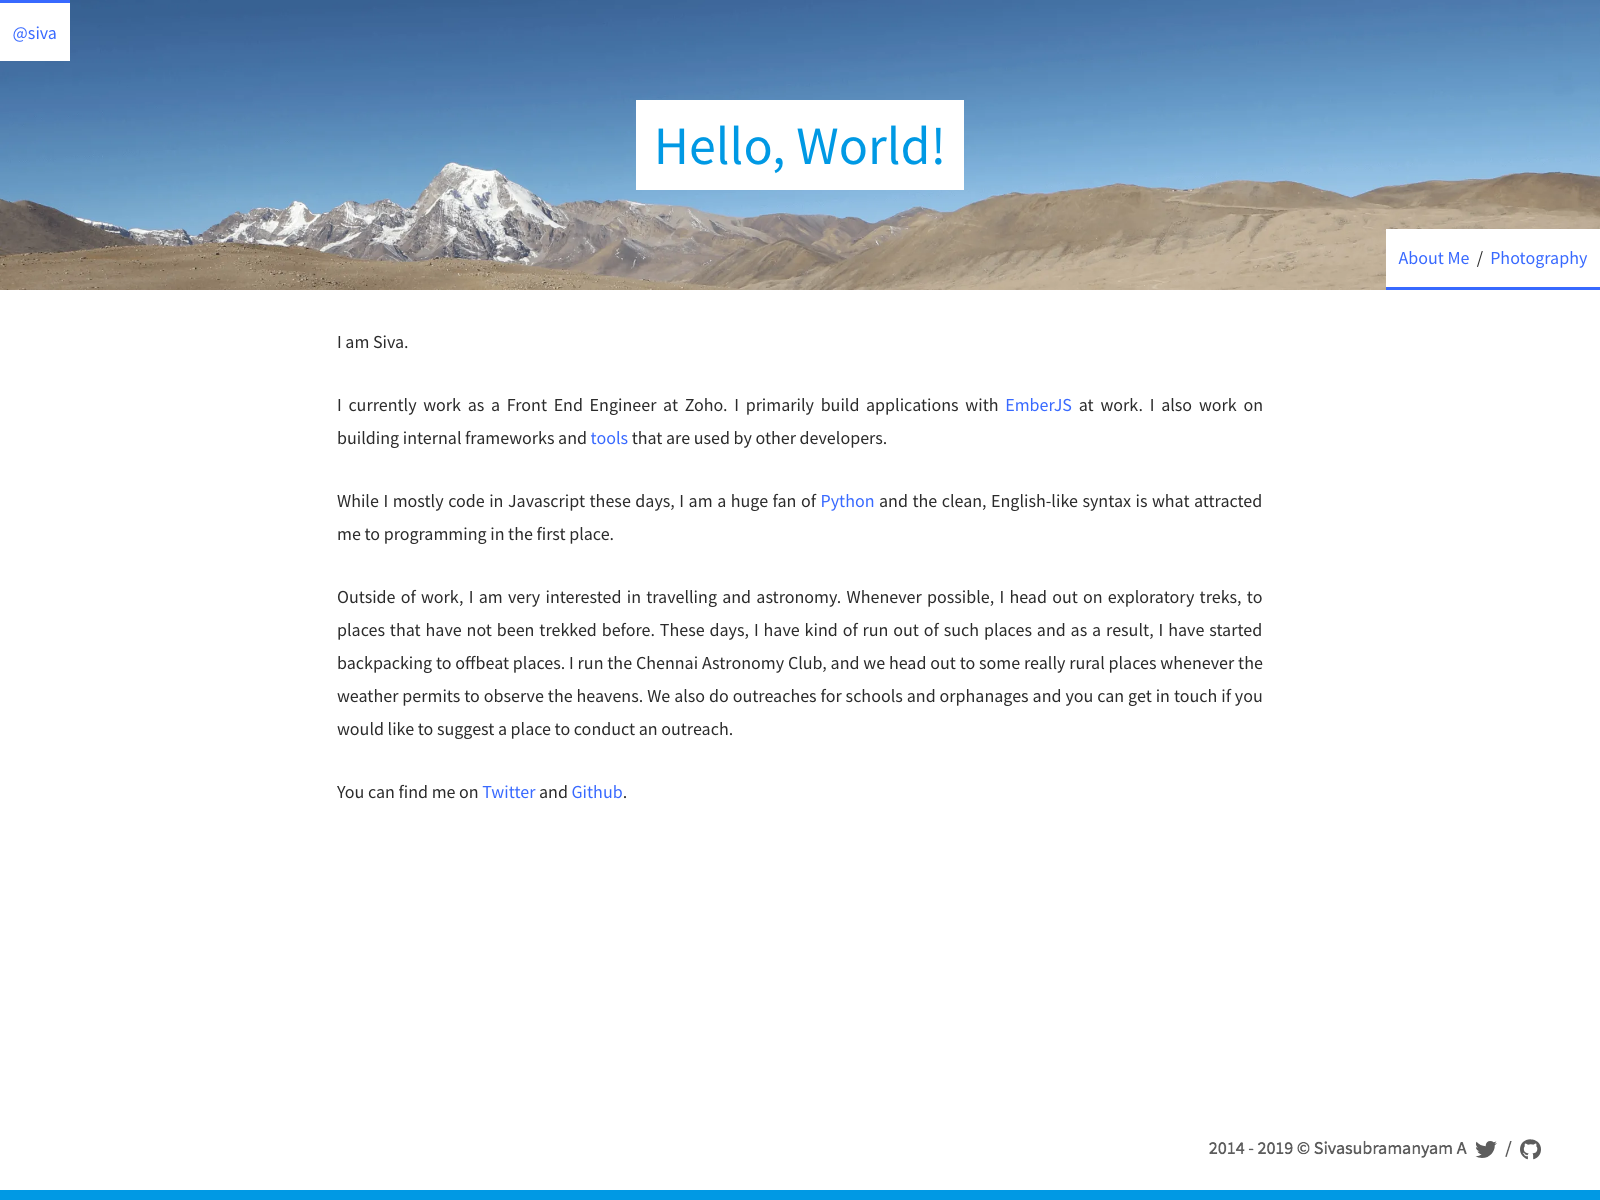 @siva
Hello, World!
About Me / Photography
I am Siva.
I currently work as a Front End Engineer at Zoho. I primarily build applications with EmberJS at work. I also work on
building internal frameworks and tools that are used by other developers.
While I mostly code in Javascript these days, I am a huge fan of Python and the clean, English-like syntax is what attracted
me to programming in the first place.
Outside of work, I am very interested in travelling and astronomy. Whenever possible, I head out on exploratory treks, to
places that have not been trekked before. These days, I have kind of run out of such places and as a result, I have started
backpacking to offbeat places. I run the Chennai Astronomy Club, and we head out to some really rural places whenever the
weather permits to observe the heavens. We also do outreaches for schools and orphanages and you can get in touch if you
would like to suggest a place to conduct an outreach.
You can find me on Twitter and Github.
2014 - 2019 © Sivasubramanyam A /